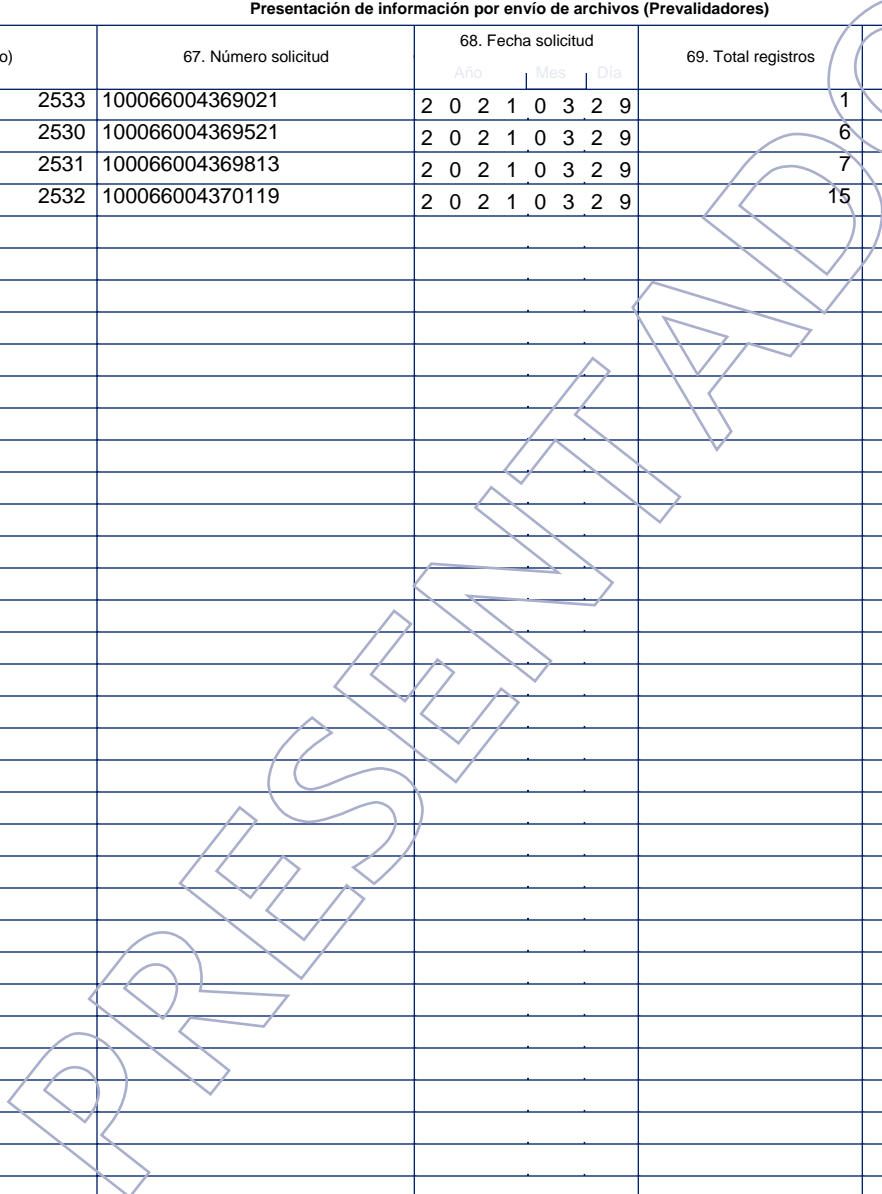 Presentación de información por envío de archivos (Prevalidadores)
o) 67. Número solicitud 68. Fecha solicitud 69. Total registros
Año Mes Día
2533 100066004369021 2 0 2 1 0 3 2 9 1
2530 100066004369521 2 0 2 1 0 3 2 9 6
2531 100066004369813 2 0 2 1 0 3 2 9 7
2532 100066004370119 2 0 2 1 0 3 2 9 15
PRESENTADO